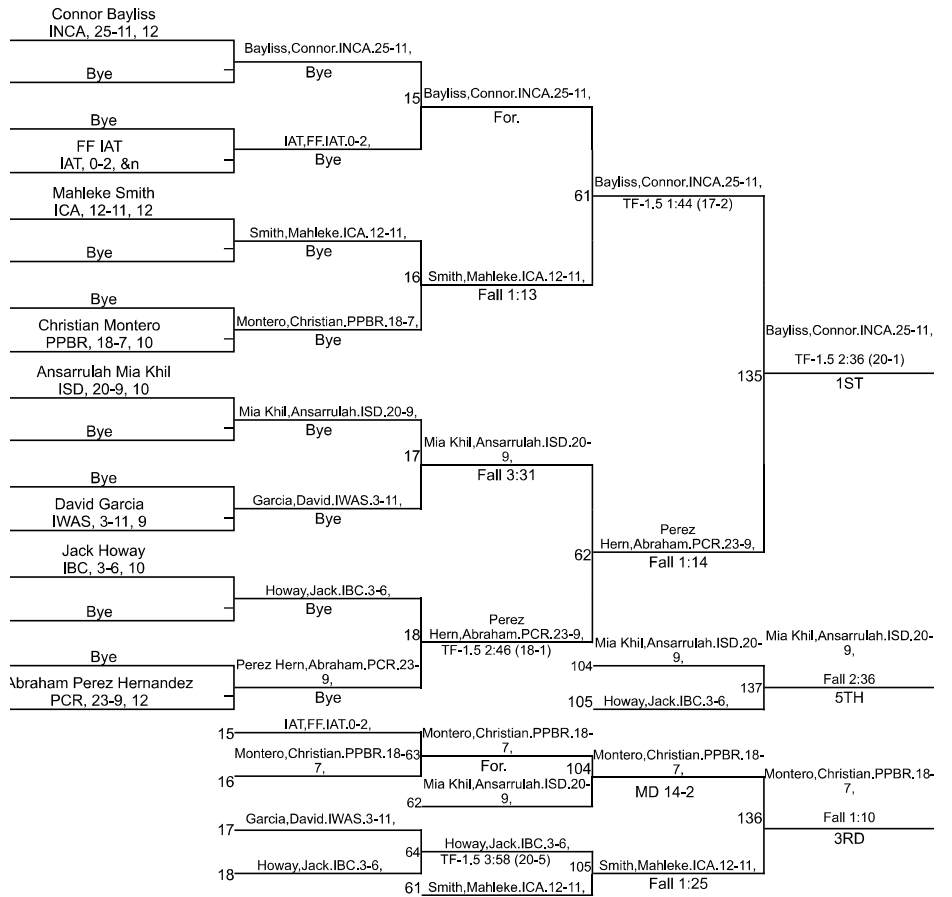 Connor Bayliss
INCA, 25-11, 12
Bye
Bye
FF IAT
IAT, 0-2, &n
Mahleke Smith
ICA, 12-11, 12
Bye
Bye
Christian Montero
PPBR, 18-7, 10
Ansarrulah Mia Khil
ISD, 20-9, 10
Bye
Bye
David Garcia
IWAS, 3-11, 9
Jack Howay
IBC, 3-6, 10
Bye
Bye
Abraham Perez Hernandez
PCR, 23-9, 12
Bayliss,Connor.INCA.25-11,
Bye
IAT,FF.IAT.0-2,
Bye
Smith,Mahleke.ICA.12-11,
Bye
Montero,Christian.PPBR.18-7,
Bye
Mia Khil,Ansarrulah.ISD.20-9,
Bye
Garcia,David.IWAS.3-11,
Bye
Howay,Jack.IBC.3-6,
Bye
Perez Hern,Abraham.PCR.23-
9,
Bye
15
Bayliss,Connor.INCA.25-11,
For.
16
Smith,Mahleke.ICA.12-11,
Fall 1:13
17
Mia Khil,Ansarrulah.ISD.20-
9,
Fall 3:31
18
Perez
Hern,Abraham.PCR.23-9,
TF-1.5 2:46 (18-1)
61
Bayliss,Connor.INCA.25-11,
TF-1.5 1:44 (17-2)
62
Perez
Hern,Abraham.PCR.23-9,
Fall 1:14
135
Bayliss,Connor.INCA.25-11,
TF-1.5 2:36 (20-1)
1ST
104
Mia Khil,Ansarrulah.ISD.20-
9,
105
Howay,Jack.IBC.3-6,
137
Mia Khil,Ansarrulah.ISD.20-
9,
Fall 2:36
5TH
15
IAT,FF.IAT.0-2,
16
Montero,Christian.PPBR.18-
7,
17
Garcia,David.IWAS.3-11,
18
Howay,Jack.IBC.3-6,
63
Montero,Christian.PPBR.18-
7,
For.
62
Mia Khil,Ansarrulah.ISD.20-
9,
64
Howay,Jack.IBC.3-6,
TF-1.5 3:58 (20-5)
61
Smith,Mahleke.ICA.12-11,
104
Montero,Christian.PPBR.18-
7,
MD 14-2
105
Smith,Mahleke.ICA.12-11,
Fall 1:25
136
Montero,Christian.PPBR.18-
7,
Fall 1:10
3RD